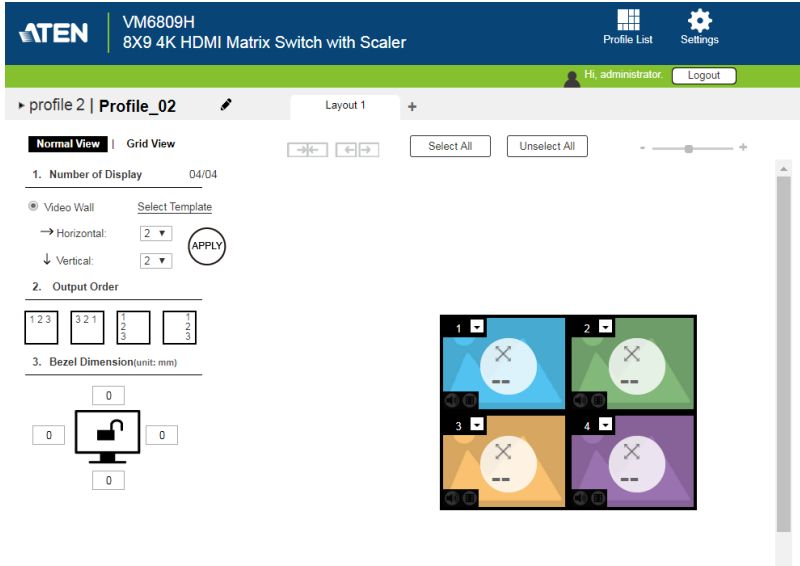 ATEN
VM6809H
8X9 4K HDMI Matrix Switch with Scaler
Profile List
Settings
Hi, administrator.
Logout
profile 2 | Profile_02
Layout 1
+
Normal View | Grid View
Select All
Unselect All
- +
1. Number of Display 04/04
Video Wall
Select Template
Horizontal: 2
Vertical: 2
APPLY
2. Output Order
1 2 3
3 2 1
1
2
3
1
2
3
3. Bezel Dimension(unit: mm)
0
0
0
0
1
--
2
--
3
--
4
--